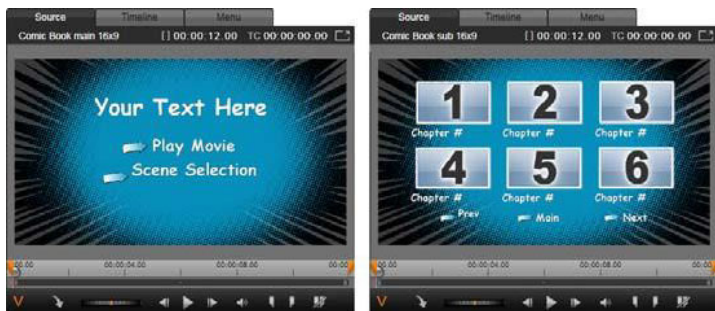 Source Timeline Menu
Comic Book main 16x9 [ ] 00:00:12.00 TC 00:00:00.00
Your Text Here
Play Movie
Scene Selection
00.00 00:00:04.00 00:00:08.00 00:00
Source Timeline Menu
Comic Book sub 16x9 [ ] 00:00:12.00 TC 00:00:00.00
1 2 3
Chapter # Chapter # Chapter #
4 5 6
Chapter # Chapter # Chapter #
Prev Main Next
00.00 00:00:04.00 00:00:08.00 00:00